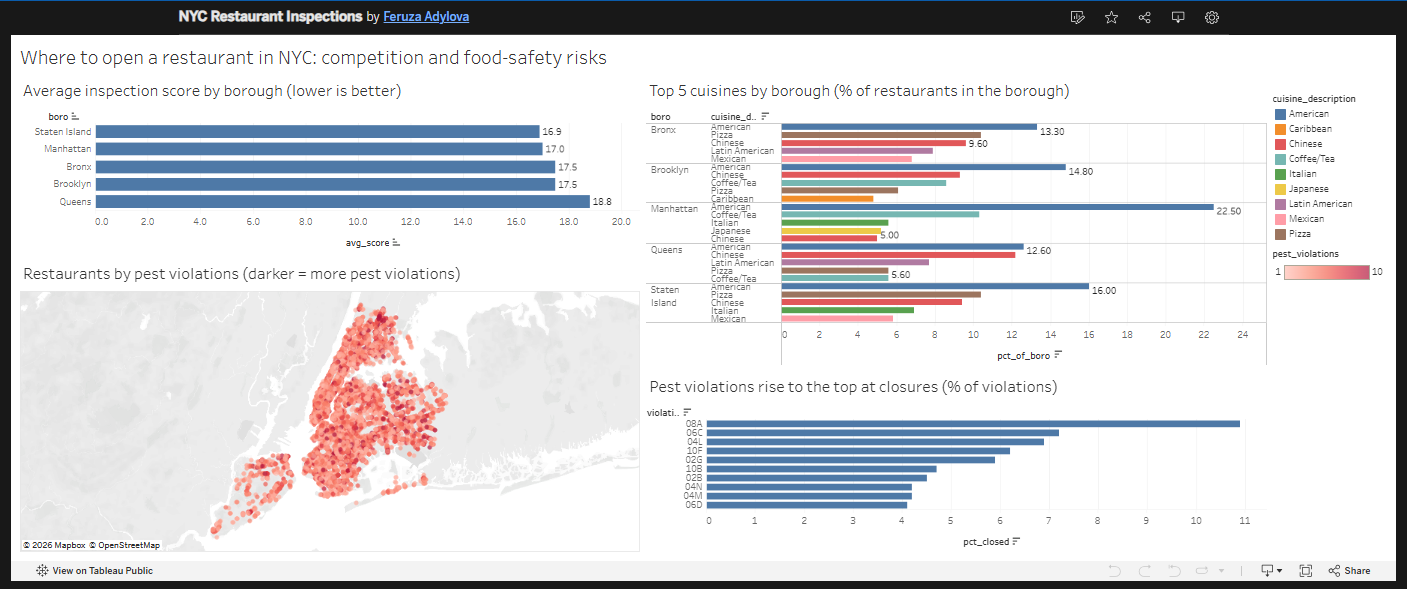 NYC Restaurant Inspections by Feruza Adylova
Where to open a restaurant in NYC: competition and food-safety risks
Average inspection score by borough (lower is better)
boro
Staten Island 16.9
Manhattan 17.0
Bronx 17.5
Brooklyn 17.5
Queens 18.8
0.0 2.0 4.0 6.0 8.0 10.0 12.0 14.0 16.0 18.0 20.0
avg_score
Restaurants by pest violations (darker = more pest violations)
© 2026 Mapbox © OpenStreetMap
Top 5 cuisines by borough (% of restaurants in the borough)
boro cuisine_d..
Bronx American 13.30
Pizza
Chinese 9.60
Latin American
Mexican
Brooklyn American 14.80
Chinese
Coffee/Tea
Pizza
Caribbean
Manhattan American 22.50
Coffee/Tea
Italian
Japanese
Chinese 5.00
Queens American 12.60
Chinese
Latin American
Pizza 5.60
Coffee/Tea
Staten Island American 16.00
Pizza
Chinese
Italian
Mexican
0 2 4 6 8 10 12 14 16 18 20 22 24
pct_of_boro
cuisine_description
American
Caribbean
Chinese
Coffee/Tea
Italian
Japanese
Latin American
Mexican
Pizza
pest_violations
1 10
Pest violations rise to the top at closures (% of violations)
violati..
08A
06C
04L
10F
02G
10B
02B
04N
04M
06D
0 1 2 3 4 5 6 7 8 9 10 11
pct_closed
View on Tableau Public
Share